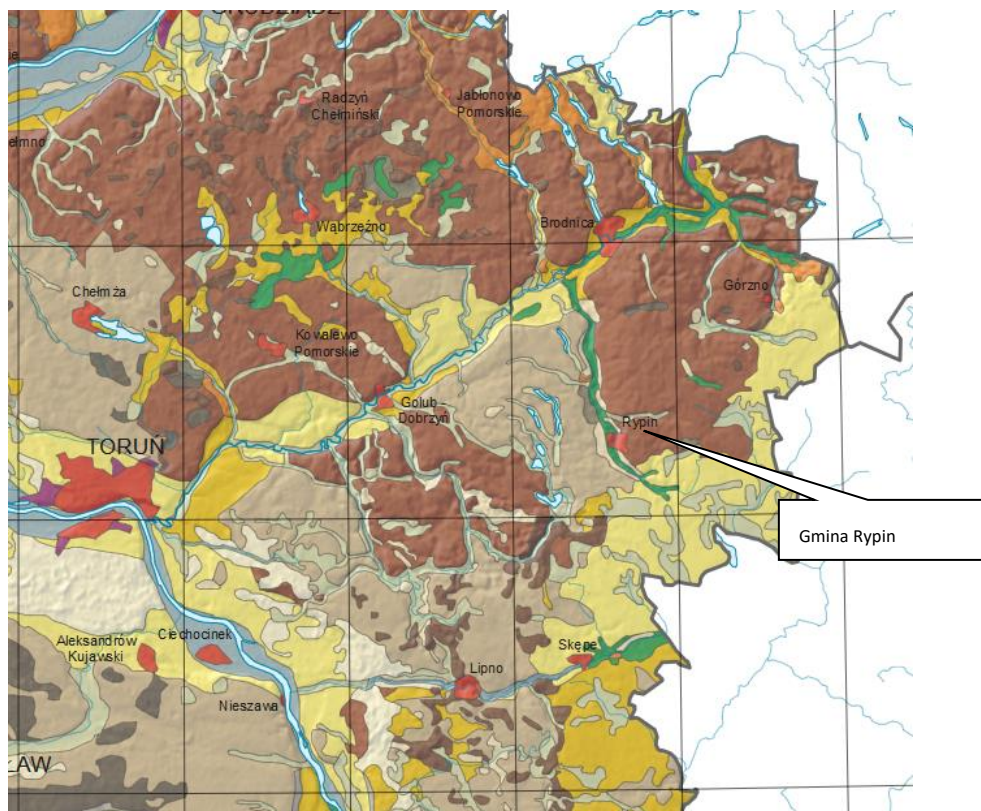 Radzyń
Chełmiński
Jabłonowo
Pomorskie
Wąbrzeźno
Brodnica
Górzno
Chełmża
Kowalewo
Pomorskie
Golub -
Dobrzyń
Rypin
TORUŃ
Gmina Rypin
Aleksandrów
Kujawski
Ciechocinek
Skępe
Lipno
Nieszawa
ŁAW